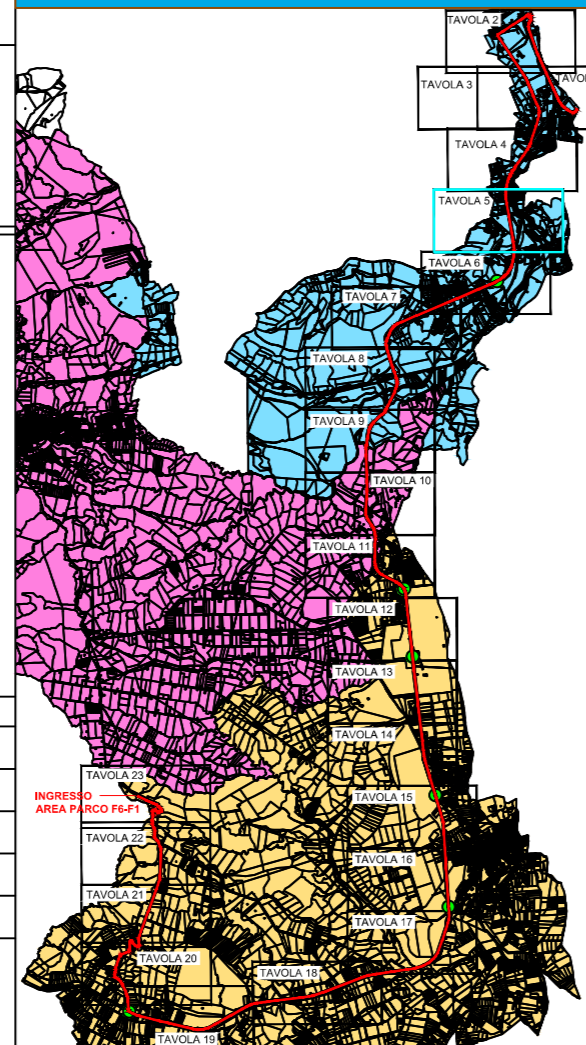 TAVOLA 2
TAVOL
TAVOLA 3
TAVOLA 4
TAVOLA 5
TAVOLA 6
TAVOLA 7
TAVOLA 8
TAVOLA 9
TAVOLA 10
TAVOLA 11
TAVOLA 12
TAVOLA 13
TAVOLA 14
TAVOLA 23
INGRESSO
AREA PARCO F6-F1
TAVOLA 15
TAVOLA 22
TAVOLA 16
TAVOLA 21
TAVOLA 17
TAVOLA 20
TAVOLA 18
TAVOLA 19